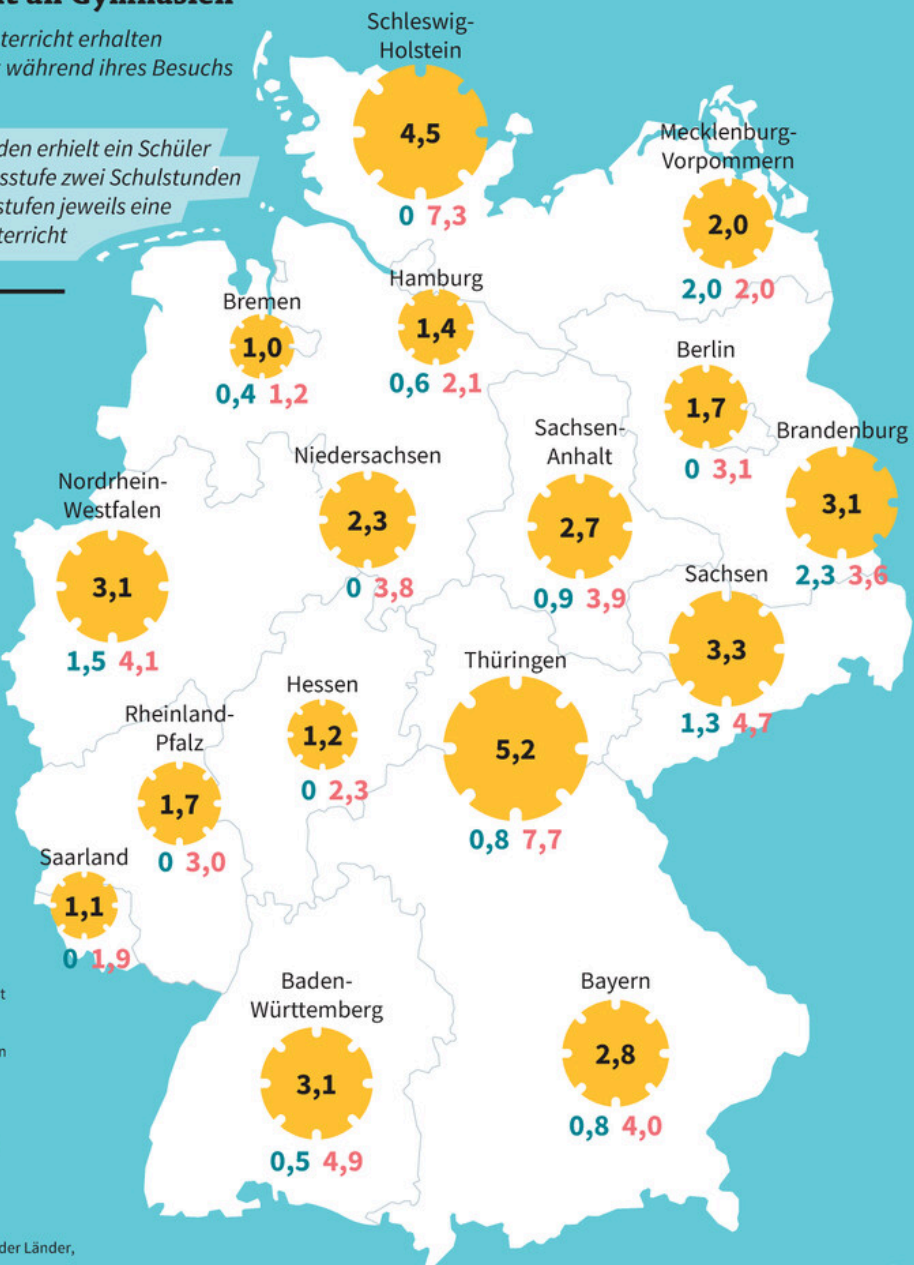 an Gymnasien
terricht erhalten
während ihres Besuchs
den erhielt ein Schüler
sstufe zwei Schulstunden
stufen jeweils eine
terricht
Schleswig-
Holstein
4,5
0 7,3
Mecklenburg-
Vorpommern
2,0
2,0 2,0
Hamburg
1,4
0,6 2,1
Bremen
1,0
0,4 1,2
Berlin
1,7
0 3,1
Brandenburg
3,1
2,3 3,6
Sachsen-
Anhalt
2,7
0,9 3,9
Niedersachsen
2,3
0 3,8
Nordrhein-
Westfalen
3,1
1,5 4,1
Sachsen
3,3
1,3 4,7
Thüringen
5,2
0,8 7,7
Hessen
1,2
0 2,3
Rheinland-
Pfalz
1,7
0 3,0
Saarland
1,1
0 1,9
Baden-
Württemberg
3,1
0,5 4,9
Bayern
2,8
0,8 4,0
t
n
der Länder,